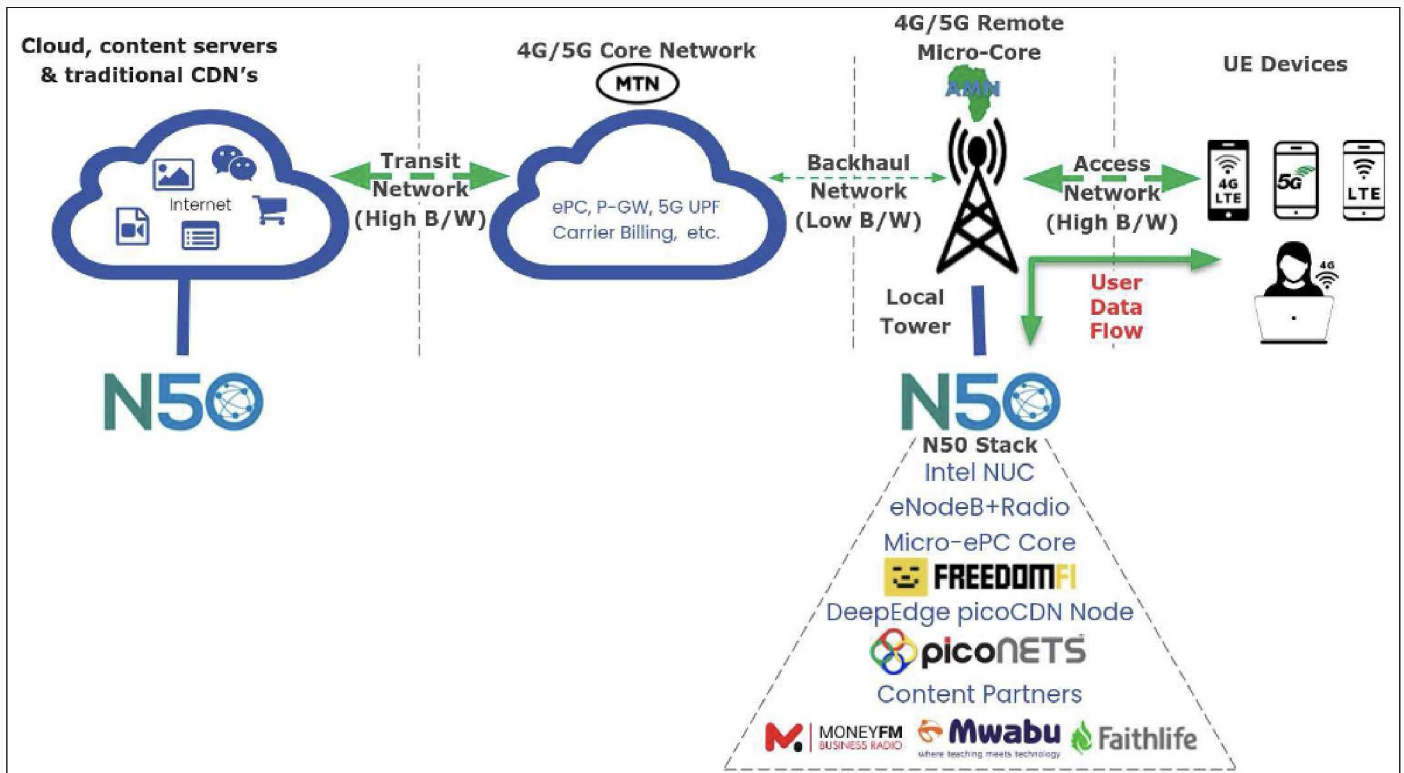 Cloud, content servers
& traditional CDN's
4G/5G Core Network
MTN
4G/5G Remote
Micro-Core
AMN
UE Devices
Internet
Transit
Network
(High B/W)
ePC, P-GW, 5G UPF
Carrier Billing, etc.
Backhaul
Network
(Low B/W)
Access
Network
(High B/W)
4G
LTE
5G
LTE
4G
User
Data
Flow
Local
Tower
N50
N50
N50 Stack
Intel NUC
eNodeB+Radio
Micro-ePC Core
FREEDOMFI
DeepEdge picoCDN Node
picoNETS
Content Partners
M. MONEYFM
BUSINESS RADIO
Mwabu
where teaching meets technology
Faithlife